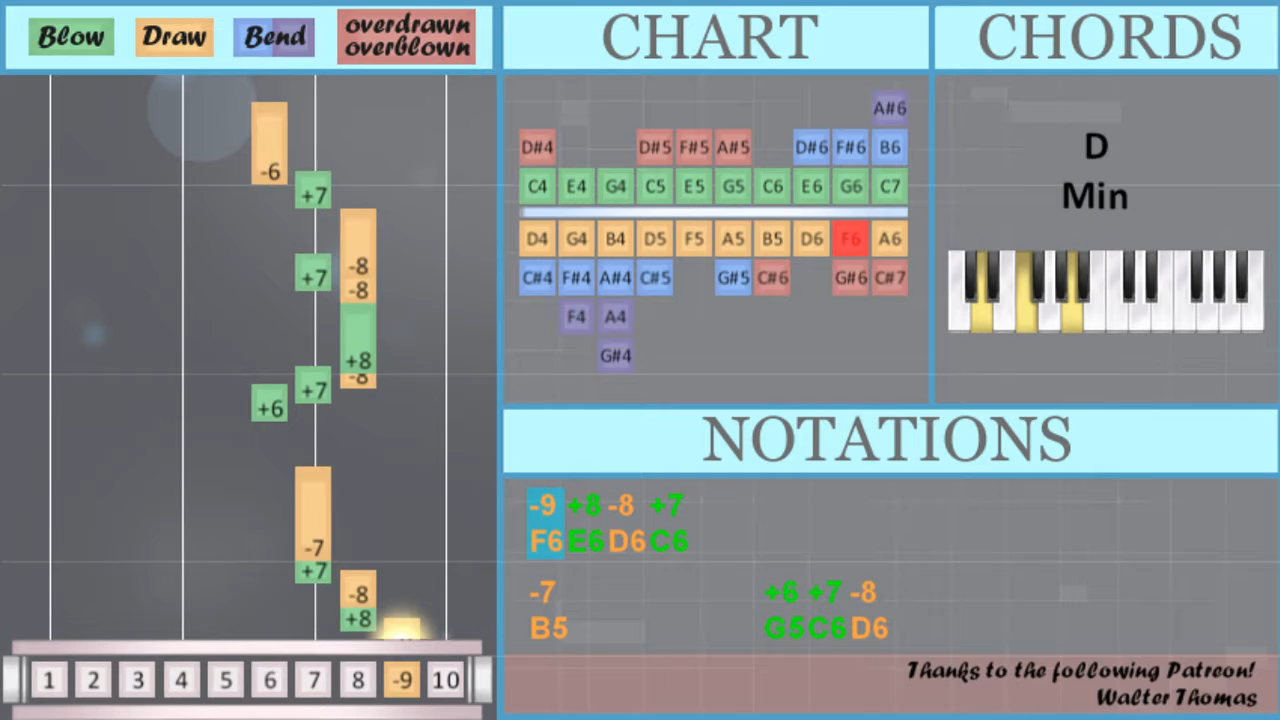 Blow Draw Bend overdrawn overblown
CHART
CHORDS
-6
+7
-8
+7
-8
+8
-8
+7
+6
-7
+7
-8
+8
1 2 3 4 5 6 7 8 -9 10
A#6
D#4 D#5 F#5 A#5 D#6 F#6 B6
C4 E4 G4 C5 E5 G5 C6 E6 G6 C7
D4 G4 B4 D5 F5 A5 B5 D6 F6 A6
C#4 F#4 A#4 C#5 G#5 C#6 G#6 C#7
F4 A4
G#4
D
Min
NOTATIONS
-9 +8 -8 +7
F6 E6 D6 C6
-7 +6 +7 -8
B5 G5 C6 D6
Thanks to the following Patreon!
Walter Thomas